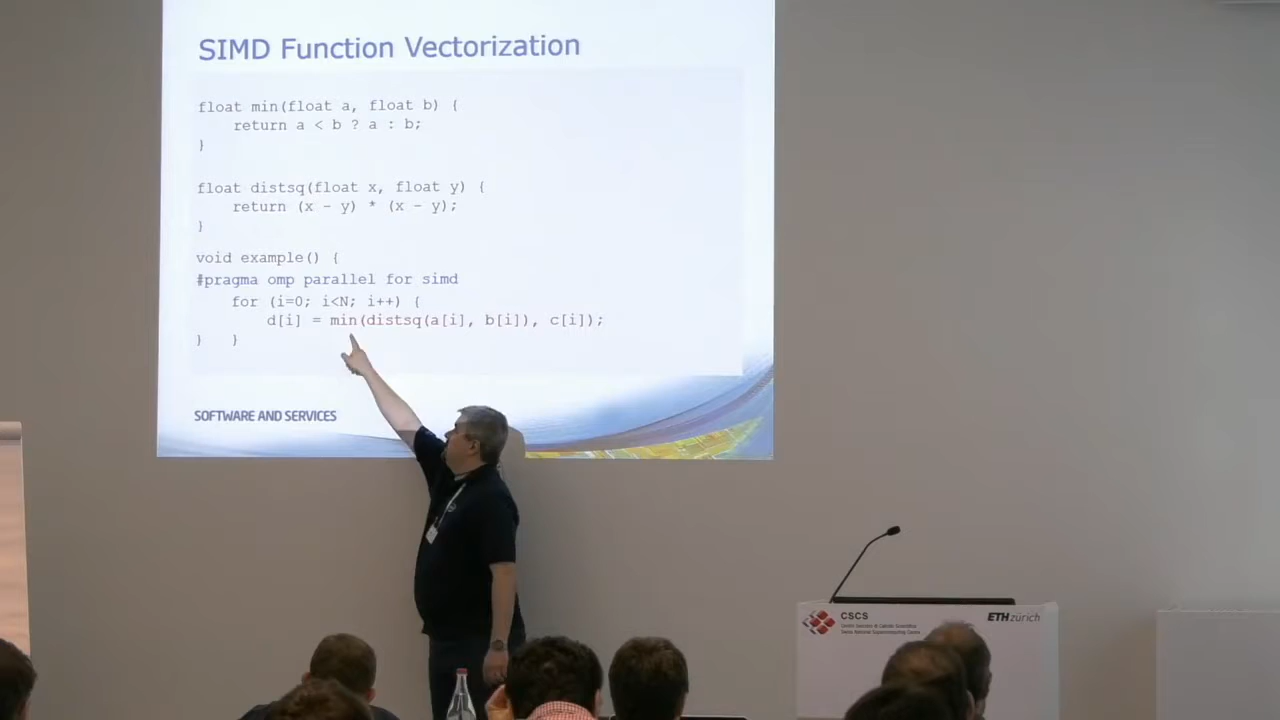 SIMD Function Vectorization
float min(float a, float b) {
return a < b ? a : b;
}
float distsq(float x, float y) {
return (x - y) * (x - y);
}
void example() {
#pragma omp parallel for simd
for (i=0; i<N; i++) {
d[i] = min(distsq(a[i], b[i]), c[i]);
} }
SOFTWARE AND SERVICES
CSCS
ETH zürich